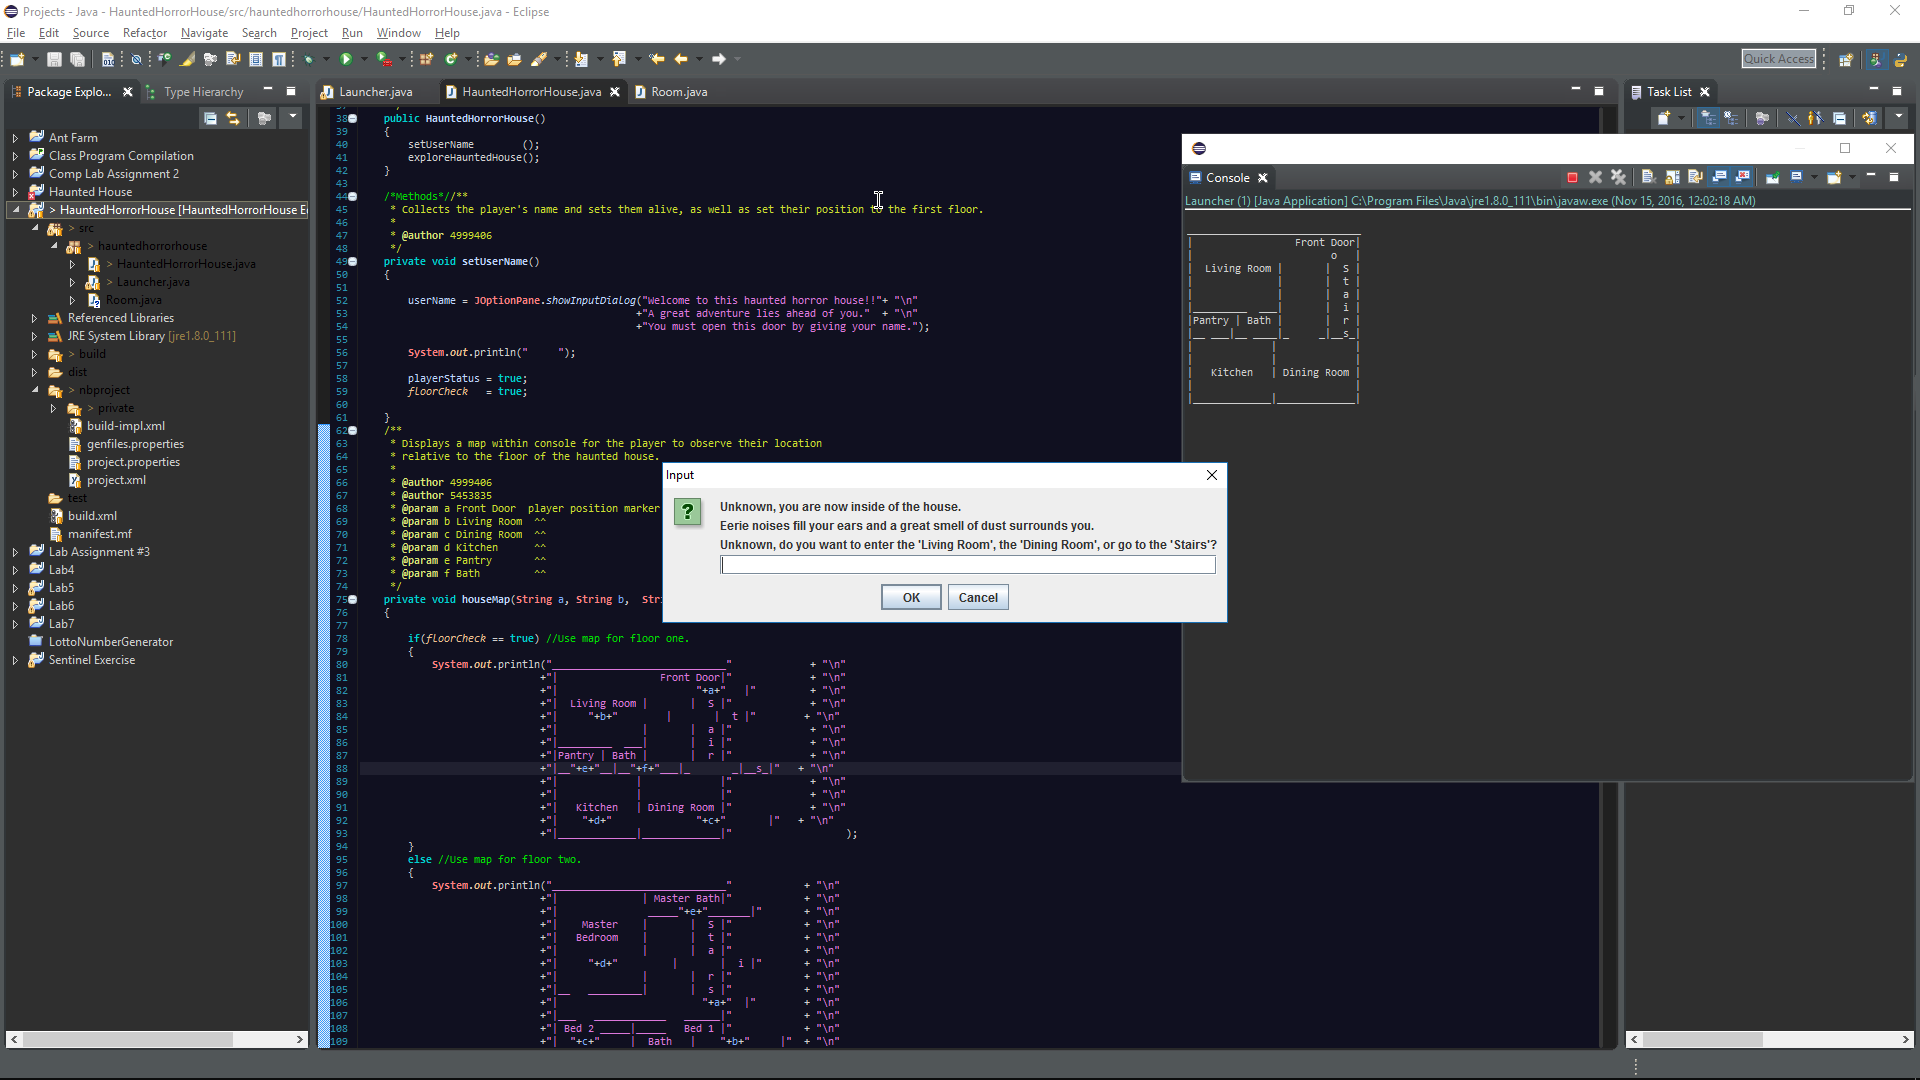 Projects - Java - HauntedHorrorHouse/src/hauntedhorrorhouse/HauntedHorrorHouse.java - Eclipse
File Edit Source Refactor Navigate Search Project Run Window Help
Quick Access
Package Explo... Type Hierarchy
Ant Farm
Class Program Compilation
Comp Lab Assignment 2
Haunted House
> HauntedHorrorHouse [HauntedHorrorHouse E
> src
> hauntedhorrorhouse
> HauntedHorrorHouse.java
> Launcher.java
Room.java
Referenced Libraries
JRE System Library [jre1.8.0_111]
> build
dist
> nbproject
> private
build-impl.xml
genfiles.properties
project.properties
project.xml
test
build.xml
manifest.mf
Lab Assignment #3
Lab4
Lab5
Lab6
Lab7
LottoNumberGenerator
Sentinel Exercise
Launcher.java HauntedHorrorHouse.java Room.java
38 public HauntedHorrorHouse()
39 {
40 setUserName ();
41 exploreHauntedHouse();
42 }
43
44 /*Methods*//**
45 * Collects the player's name and sets them alive, as well as set their position to the first floor.
46 *
47 * @author 4999406
48 */
49 private void setUserName()
50 {
51
52 userName = JOptionPane.showInputDialog("Welcome to this haunted horror house!!"+ "\n"
53 +"A great adventure lies ahead of you." + "\n"
54 +"You must open this door by giving your name.");
55
56 System.out.println(" ");
57
58 playerStatus = true;
59 floorCheck = true;
60
61 }
62 /**
63 * Displays a map within console for the player to observe their location
64 * relative to the floor of the haunted house.
65 *
66 * @author 4999406
67 * @author 5453835
68 * @param a Front Door player position marker
69 * @param b Living Room ^^
70 * @param c Dining Room ^^
71 * @param d Kitchen ^^
72 * @param e Pantry ^^
73 * @param f Bath ^^
74 */
75 private void houseMap(String a, String b, Stri
76 {
77
78 if(floorCheck == true) //Use map for floor one.
79 {
80 System.out.println("_____________________________" + "\n"
81 +"| Front Door|" + "\n"
82 +"| "+a+" |" + "\n"
83 +"| Living Room | | S |" + "\n"
84 +"| "+b+" | | t |" + "\n"
85 +"| | | a |" + "\n"
86 +"|_________ ___| | i |" + "\n"
87 +"|Pantry | Bath | | r |" + "\n"
88 +"|__"+e+"__|__"+f+"___|_ _|__s_|" + "\n"
89 +"| | |" + "\n"
90 +"| | |" + "\n"
91 +"| Kitchen | Dining Room |" + "\n"
92 +"| "+d+" "+c+" |" + "\n"
93 +"|_____________|_____________|" );
94 }
95 else //Use map for floor two.
96 {
97 System.out.println("_____________________________" + "\n"
98 +"| | Master Bath|" + "\n"
99 +"| _____"+e+"_______|" + "\n"
100 +"| Master | | S |" + "\n"
101 +"| Bedroom | | t |" + "\n"
102 +"| | | a |" + "\n"
103 +"| "+d+" | | i |" + "\n"
104 +"| | | r |" + "\n"
105 +"|__ _________| | s |" + "\n"
106 +"| "+a+" |" + "\n"
107 +"|___ ____________ ______|" + "\n"
108 +"| Bed 2 _____|_____ Bed 1 |" + "\n"
109 +"| "+c+" | Bath | "+b+" |" + "\n"
Input
Unknown, you are now inside of the house.
Eerie noises fill your ears and a great smell of dust surrounds you.
Unknown, do you want to enter the 'Living Room', the 'Dining Room', or go to the 'Stairs'?
OK Cancel
Task List
Console
Launcher (1) [Java Application] C:\Program Files\Java\jre1.8.0_111\bin\javaw.exe (Nov 15, 2016, 12:02:18 AM)
_____________________________
| Front Door|
| o |
| Living Room | | S |
| | | t |
| | | a |
|_________ ___| | i |
|Pantry | Bath | | r |
|__ ___|__ ____|_ _|__s_|
| | |
| | |
| Kitchen | Dining Room |
| |
|_____________|_____________|